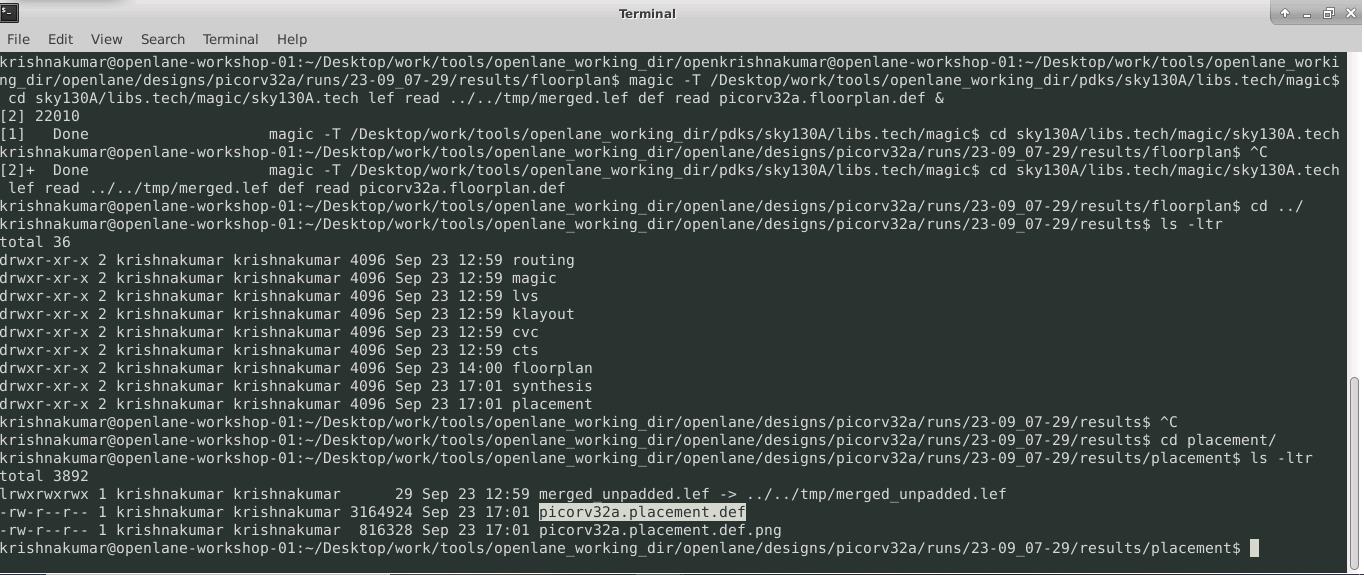 Terminal
File Edit View Search Terminal Help
krishnakumar@openlane-workshop-01:~/Desktop/work/tools/openlane_working_dir/openkrishnakumar@openlane-workshop-01:~/Desktop/work/tools/openlane_worki
ng_dir/openlane/designs/picorv32a/runs/23-09_07-29/results/floorplan$ magic -T /Desktop/work/tools/openlane_working_dir/pdks/sky130A/libs.tech/magic$
 cd sky130A/libs.tech/magic/sky130A.tech lef read ../../tmp/merged.lef def read picorv32a.floorplan.def &
[2] 22010
[1]   Done                    magic -T /Desktop/work/tools/openlane_working_dir/pdks/sky130A/libs.tech/magic$ cd sky130A/libs.tech/magic/sky130A.tech
krishnakumar@openlane-workshop-01:~/Desktop/work/tools/openlane_working_dir/openlane/designs/picorv32a/runs/23-09_07-29/results/floorplan$ ^C
[2]+  Done                    magic -T /Desktop/work/tools/openlane_working_dir/pdks/sky130A/libs.tech/magic$ cd sky130A/libs.tech/magic/sky130A.tech
 lef read ../../tmp/merged.lef def read picorv32a.floorplan.def
krishnakumar@openlane-workshop-01:~/Desktop/work/tools/openlane_working_dir/openlane/designs/picorv32a/runs/23-09_07-29/results/floorplan$ cd ../
krishnakumar@openlane-workshop-01:~/Desktop/work/tools/openlane_working_dir/openlane/designs/picorv32a/runs/23-09_07-29/results$ ls -ltr
total 36
drwxr-xr-x 2 krishnakumar krishnakumar 4096 Sep 23 12:59 routing
drwxr-xr-x 2 krishnakumar krishnakumar 4096 Sep 23 12:59 magic
drwxr-xr-x 2 krishnakumar krishnakumar 4096 Sep 23 12:59 lvs
drwxr-xr-x 2 krishnakumar krishnakumar 4096 Sep 23 12:59 klayout
drwxr-xr-x 2 krishnakumar krishnakumar 4096 Sep 23 12:59 cvc
drwxr-xr-x 2 krishnakumar krishnakumar 4096 Sep 23 12:59 cts
drwxr-xr-x 2 krishnakumar krishnakumar 4096 Sep 23 14:00 floorplan
drwxr-xr-x 2 krishnakumar krishnakumar 4096 Sep 23 17:01 synthesis
drwxr-xr-x 2 krishnakumar krishnakumar 4096 Sep 23 17:01 placement
krishnakumar@openlane-workshop-01:~/Desktop/work/tools/openlane_working_dir/openlane/designs/picorv32a/runs/23-09_07-29/results$ ^C
krishnakumar@openlane-workshop-01:~/Desktop/work/tools/openlane_working_dir/openlane/designs/picorv32a/runs/23-09_07-29/results$ cd placement/
krishnakumar@openlane-workshop-01:~/Desktop/work/tools/openlane_working_dir/openlane/designs/picorv32a/runs/23-09_07-29/results/placement$ ls -ltr
total 3892
lrwxrwxrwx 1 krishnakumar krishnakumar      29 Sep 23 12:59 merged_unpadded.lef -> ../../tmp/merged_unpadded.lef
-rw-r--r-- 1 krishnakumar krishnakumar 3164924 Sep 23 17:01 picorv32a.placement.def
-rw-r--r-- 1 krishnakumar krishnakumar  816328 Sep 23 17:01 picorv32a.placement.def.png
krishnakumar@openlane-workshop-01:~/Desktop/work/tools/openlane_working_dir/openlane/designs/picorv32a/runs/23-09_07-29/results/placement$